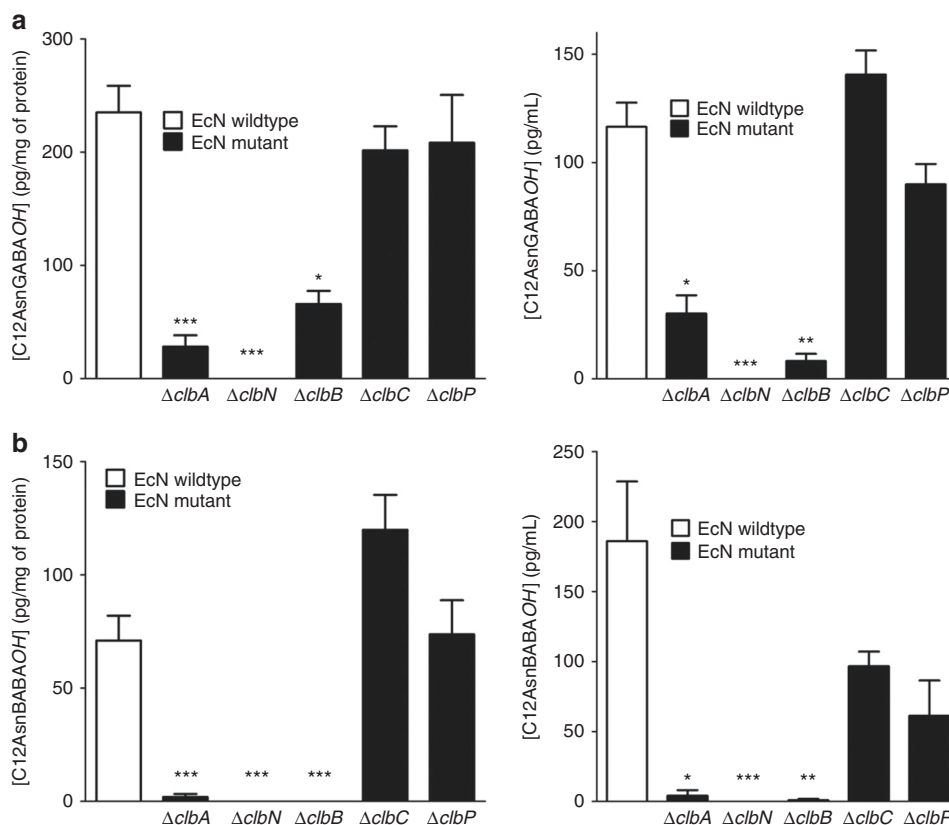 a
[C12AsnGABAOH] (pg/mg of protein)
300
200
100
0
EcN wildtype
EcN mutant
***
***
*
ΔclbA ΔclbN ΔclbB ΔclbC ΔclbP
[C12AsnGABAOH] (pg/mL)
150
100
50
0
EcN wildtype
EcN mutant
*
***
**
ΔclbA ΔclbN ΔclbB ΔclbC ΔclbP
b
[C12AsnBABAOH] (pg/mg of protein)
150
100
50
0
EcN wildtype
EcN mutant
*** *** ***
ΔclbA ΔclbN ΔclbB ΔclbC ΔclbP
[C12AsnBABAOH] (pg/mL)
250
200
150
100
50
0
EcN wildtype
EcN mutant
* *** **
ΔclbA ΔclbN ΔclbB ΔclbC ΔclbP